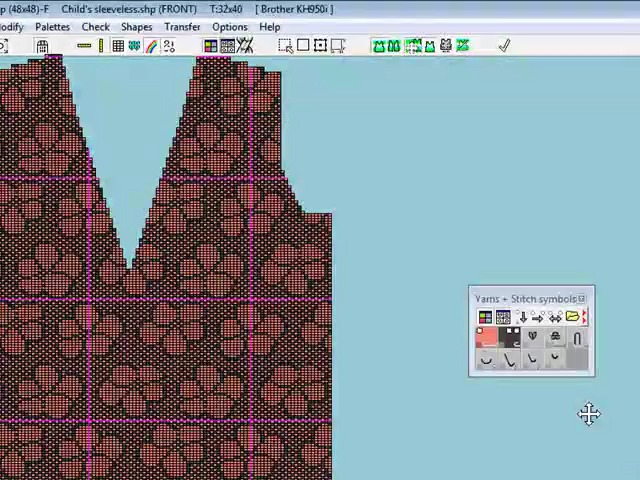 p (48x48)-F Child's sleeveless.shp (FRONT) T:32x40 [ Brother KH950i ]
odify Palettes Check Shapes Transfer Options Help
Yarns + Stitch symbols